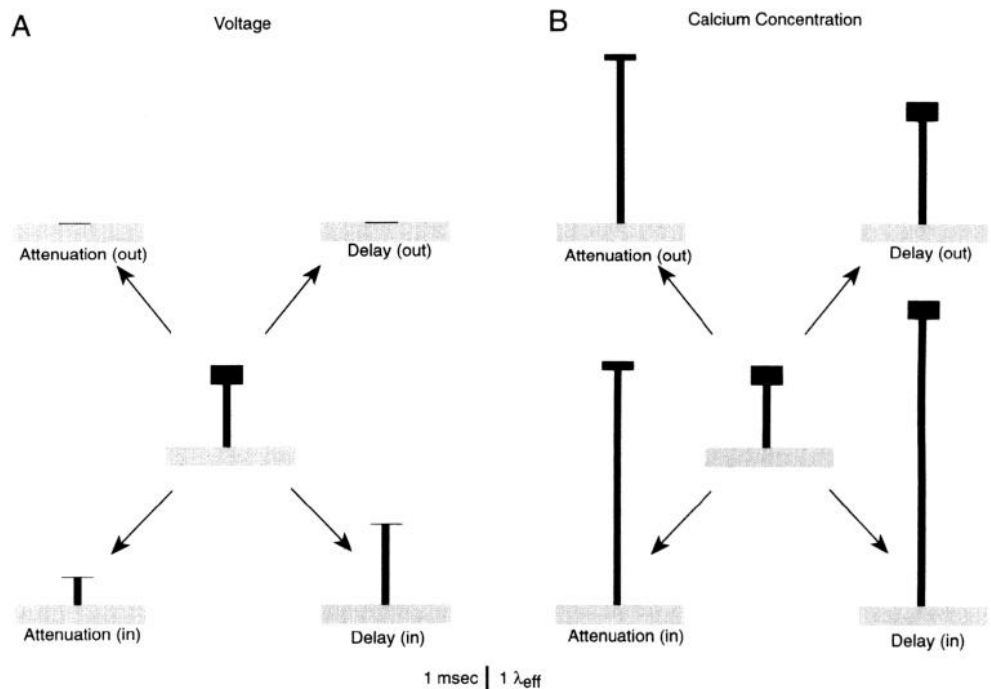 A
Voltage
B
Calcium Concentration
Attenuation (out)
Delay (out)
Attenuation (out)
Delay (out)
Attenuation (in)
Delay (in)
Attenuation (in)
Delay (in)
1 msec | 1 λeff